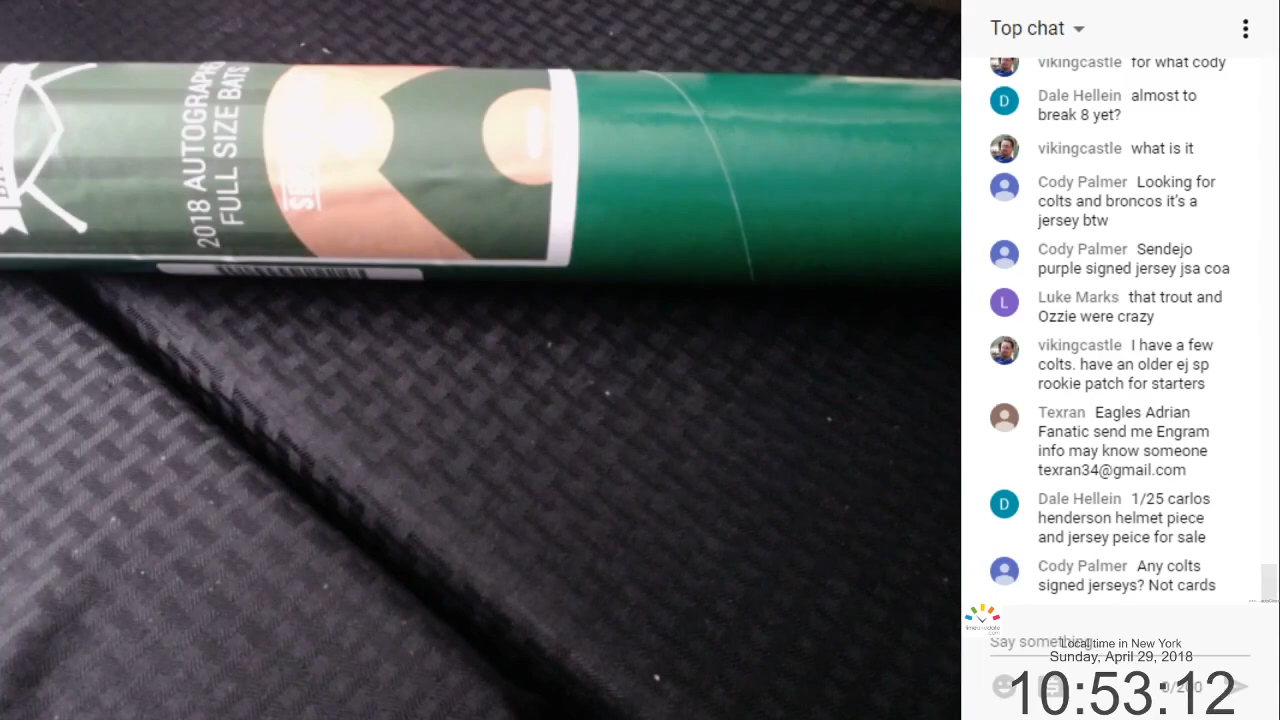 2018 AUTOGRAPHED
FULL SIZE BATS
SE
Top chat
vikingcastle for what cody
D
Dale Hellein almost to
break 8 yet?
vikingcastle what is it
Cody Palmer Looking for
colts and broncos it's a
jersey btw
Cody Palmer Sendejo
purple signed jersey jsa coa
L
Luke Marks that trout and
Ozzie were crazy
vikingcastle I have a few
colts. have an older ej sp
rookie patch for starters
Texran Eagles Adrian
Fanatic send me Engram
info may know someone
texran34@gmail.com
D
Dale Hellein 1/25 carlos
henderson helmet piece
and jersey peice for sale
Cody Palmer Any colts
signed jerseys? Not cards
timeanddate
.com
Say something...
Local time in New York
Sunday, April 29, 2018
0/200
10:53:12